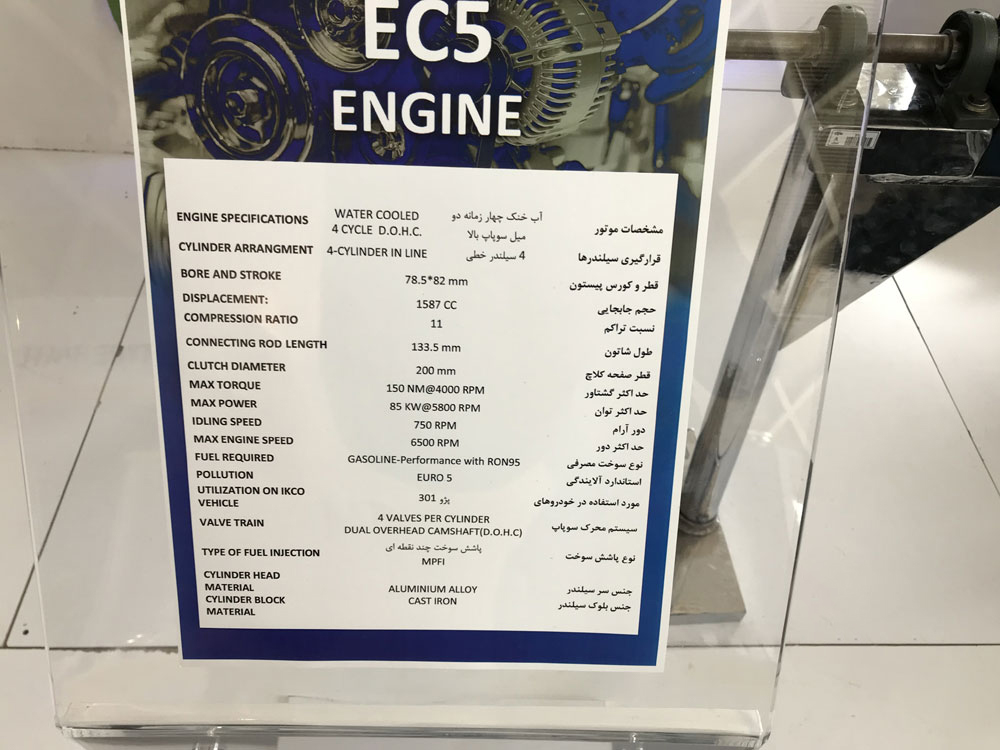 EC5
ENGINE
ENGINE SPECIFICATIONS WATER COOLED آب خنک چهار زمانه دو مشخصات موتور
4 CYCLE D.O.H.C. میل سوپاپ بالا
CYLINDER ARRANGMENT 4-CYLINDER IN LINE 4 سیلندر خطی قرارگیری سیلندرها
BORE AND STROKE 78.5*82 mm قطر و کورس پیستون
DISPLACEMENT: 1587 CC حجم جابجایی
COMPRESSION RATIO 11 نسبت تراکم
CONNECTING ROD LENGTH 133.5 mm طول شاتون
CLUTCH DIAMETER 200 mm قطر صفحه کلاچ
MAX TORQUE 150 NM@4000 RPM حد اکثر گشتاور
MAX POWER 85 KW@5800 RPM حد اکثر توان
IDLING SPEED 750 RPM دور آرام
MAX ENGINE SPEED 6500 RPM حد اکثر دور
FUEL REQUIRED GASOLINE-Performance with RON95 نوع سوخت مصرفی
POLLUTION EURO 5 استاندارد آلایندگی
UTILIZATION ON IKCO
VEHICLE پژو 301 مورد استفاده در خودروهای
VALVE TRAIN 4 VALVES PER CYLINDER سیستم محرک سوپاپ
DUAL OVERHEAD CAMSHAFT(D.O.H.C)
TYPE OF FUEL INJECTION پاشش سوخت چند نقطه ای نوع پاشش سوخت
MPFI
CYLINDER HEAD
MATERIAL ALUMINIUM ALLOY جنس سر سیلندر
CYLINDER BLOCK CAST IRON جنس بلوک سیلندر
MATERIAL